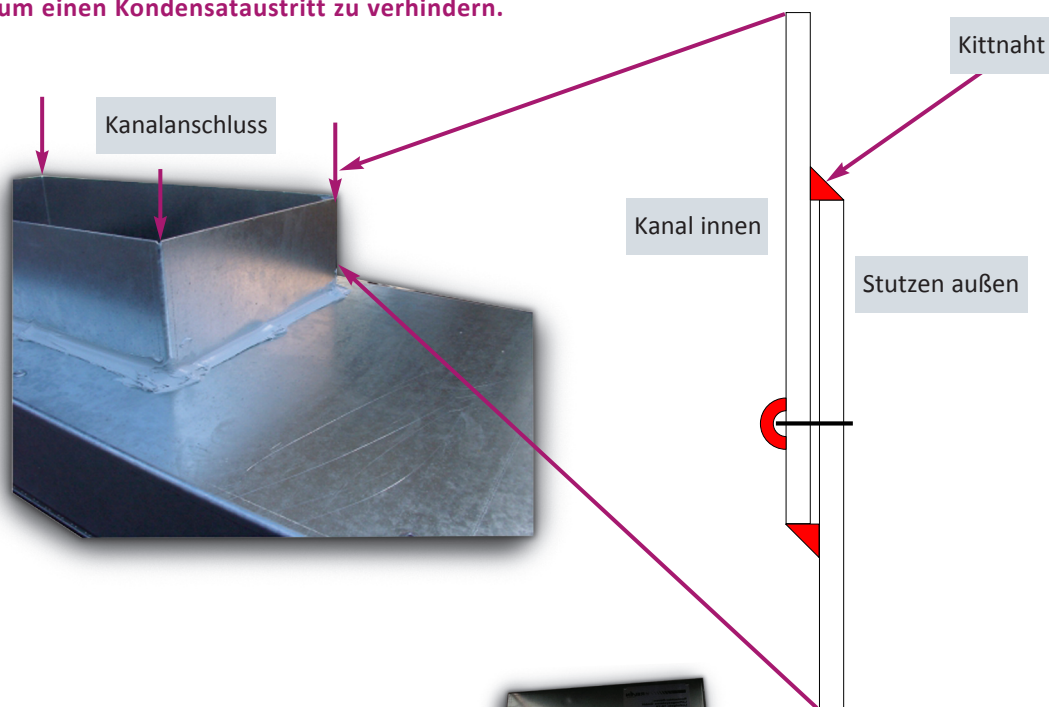 um einen Kondensataustritt zu verhindern.
Kittnaht
Kanalanschluss
Kanal innen
Stutzen außen